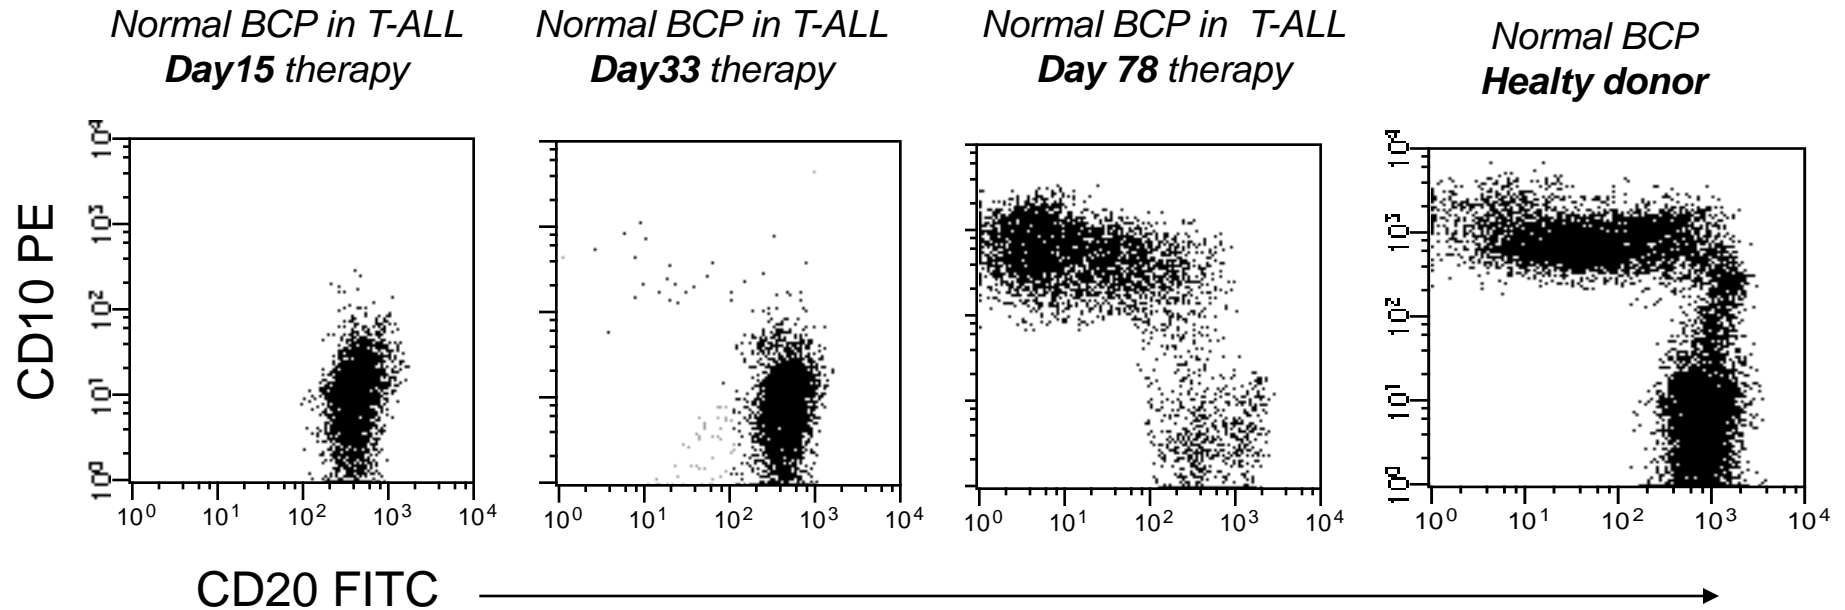 Normal BCP in T-ALL
Day15 therapy
Normal BCP in T-ALL
Day33 therapy
Normal BCP in T-ALL
Day 78 therapy
Normal BCP
Healty donor
CD10 PE
10⁴
10³
10²
10¹
10⁰
10⁰ 10¹ 10² 10³ 10⁴
10⁰ 10¹ 10² 10³ 10⁴
10⁰ 10¹ 10² 10³ 10⁴
10⁴
10³
10²
10¹
10⁰
10⁰ 10¹ 10² 10³ 10⁴
CD20 FITC